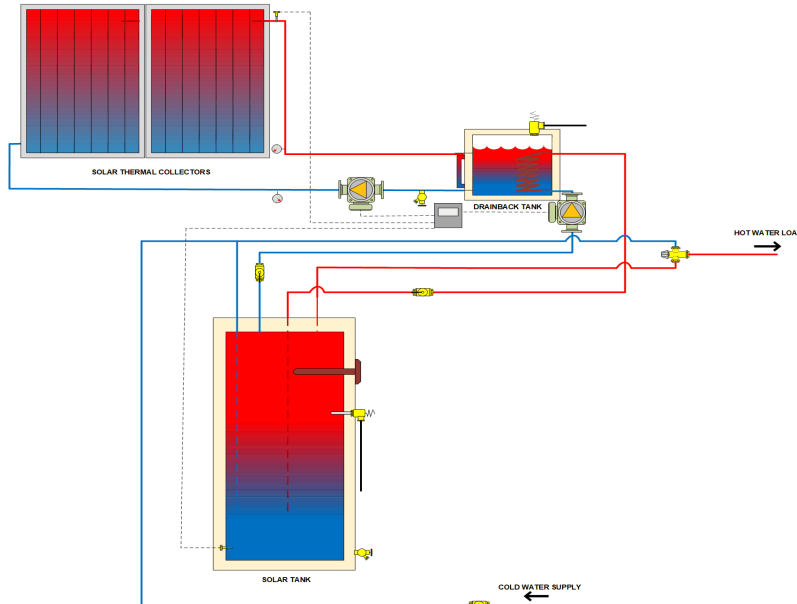 SOLAR THERMAL COLLECTORS
DRAINBACK TANK
HOT WATER LOA
SOLAR TANK
COLD WATER SUPPLY